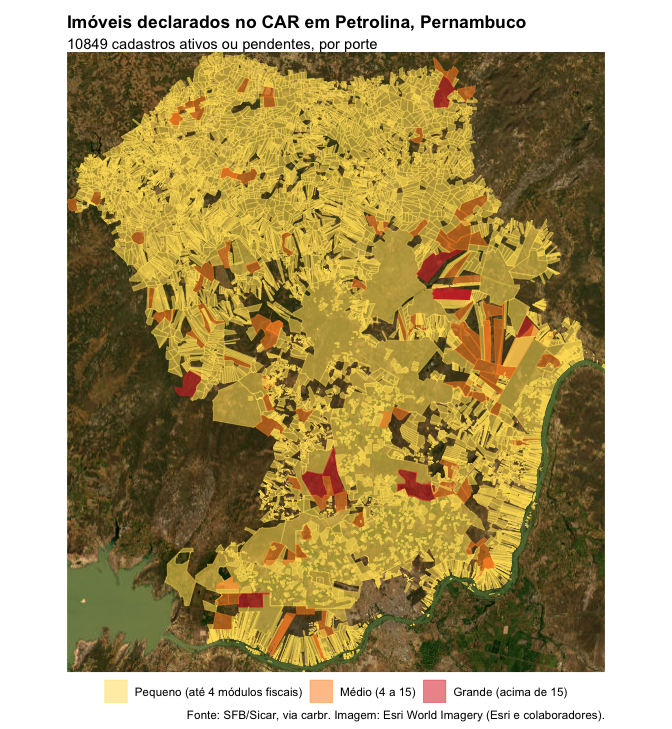 Imóveis declarados no CAR em Petrolina, Pernambuco
10849 cadastros ativos ou pendentes, por porte
Pequeno (até 4 módulos fiscais) Médio (4 a 15) Grande (acima de 15)
Fonte: SFB/Sicar, via carbr. Imagem: Esri World Imagery (Esri e colaboradores).